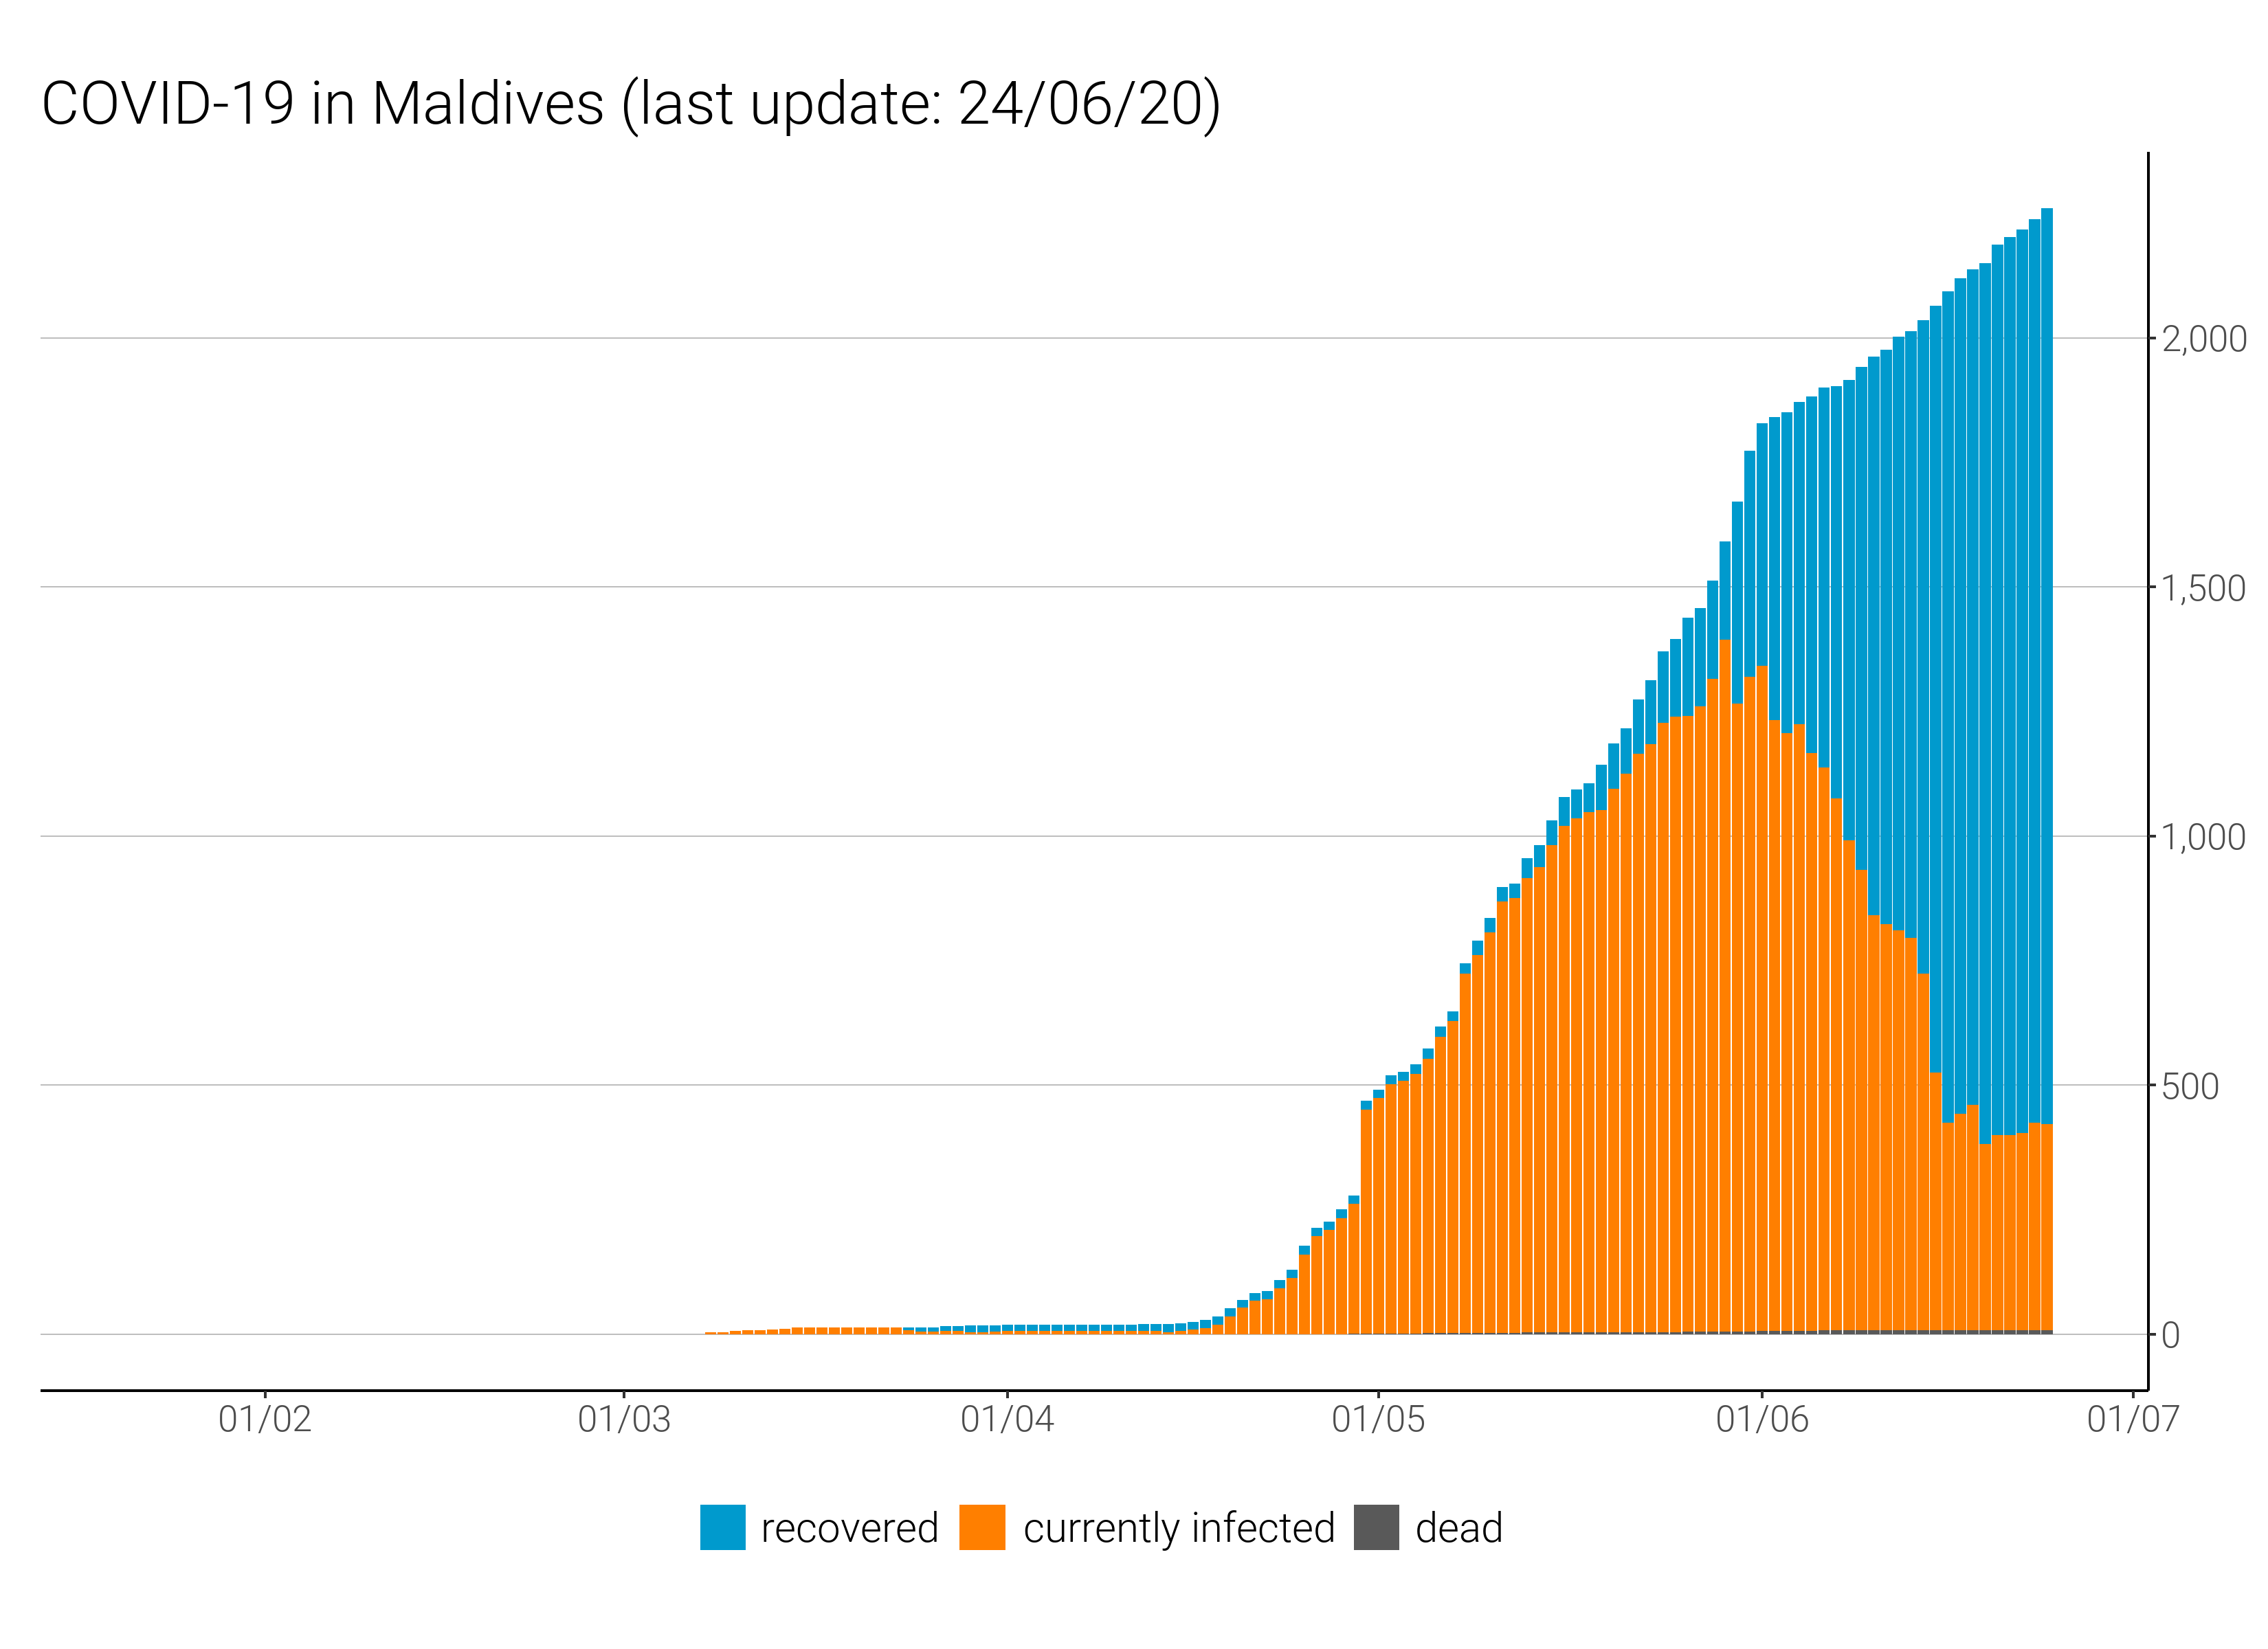 COVID-19 in Maldives (last update: 24/06/20)
2,000
1,500
1,000
500
0
01/02 01/03 01/04 01/05 01/06 01/07
recovered currently infected dead